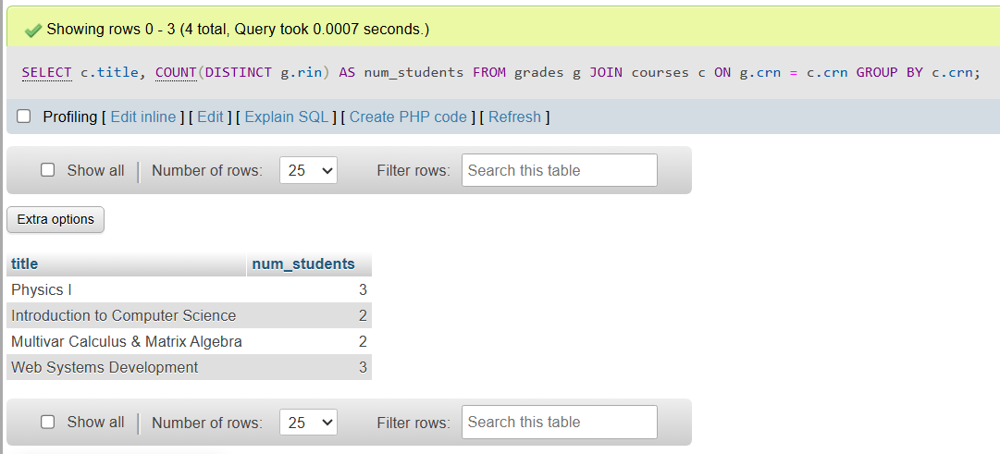 Showing rows 0 - 3 (4 total, Query took 0.0007 seconds.)
SELECT c.title, COUNT(DISTINCT g.rin) AS num_students FROM grades g JOIN courses c ON g.crn = c.crn GROUP BY c.crn;
Profiling [ Edit inline ] [ Edit ] [ Explain SQL ] [ Create PHP code ] [ Refresh ]
Show all | Number of rows: 25 Filter rows: Search this table
Extra options
title num_students
Physics I 3
Introduction to Computer Science 2
Multivar Calculus & Matrix Algebra 2
Web Systems Development 3
Show all | Number of rows: 25 Filter rows: Search this table